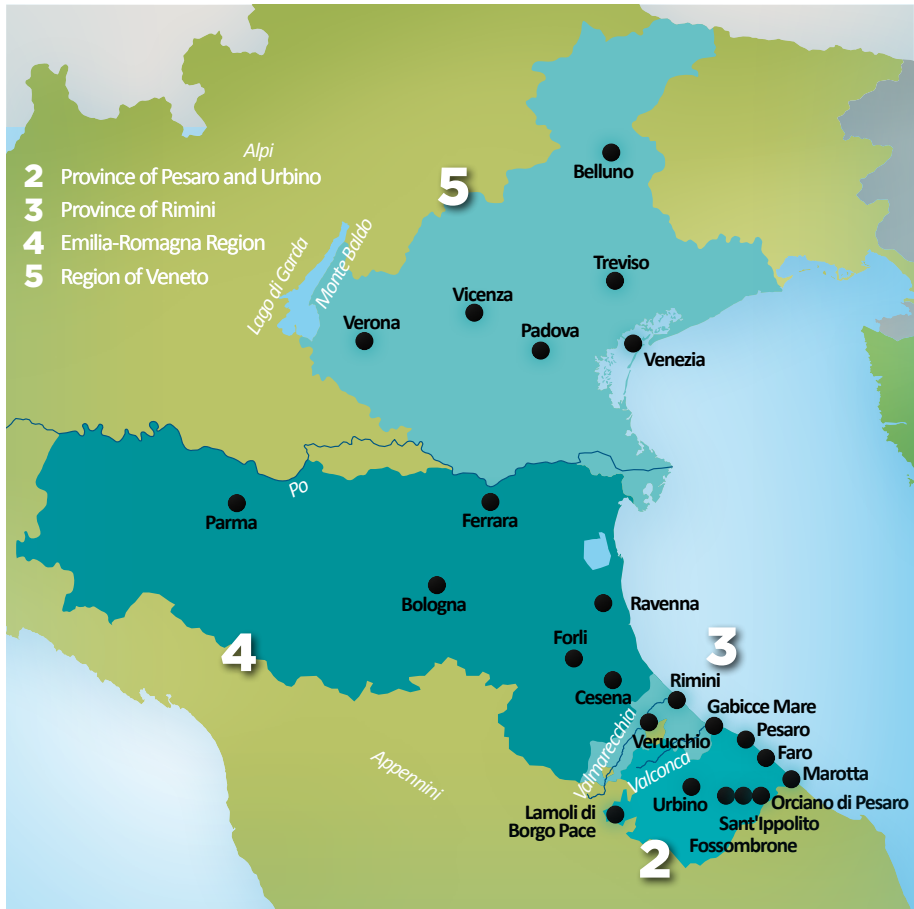 Alpi
2 Province of Pesaro and Urbino
3 Province of Rimini
4 Emilia-Romagna Region
5 Region of Veneto
5
Belluno
Lago di Garda
Monte Baldo
Treviso
Vicenza
Verona
Padova
Venezia
Po
Parma
Ferrara
Bologna
Ravenna
4
Forli
3
Cesena
Rimini
Gabicce Mare
Valmarecchia
Verucchio
Pesaro
Faro
Valconca
Appennini
Marotta
Urbino
Orciano di Pesaro
Lamoli di
Borgo Pace
Sant'Ippolito
Fossombrone
2